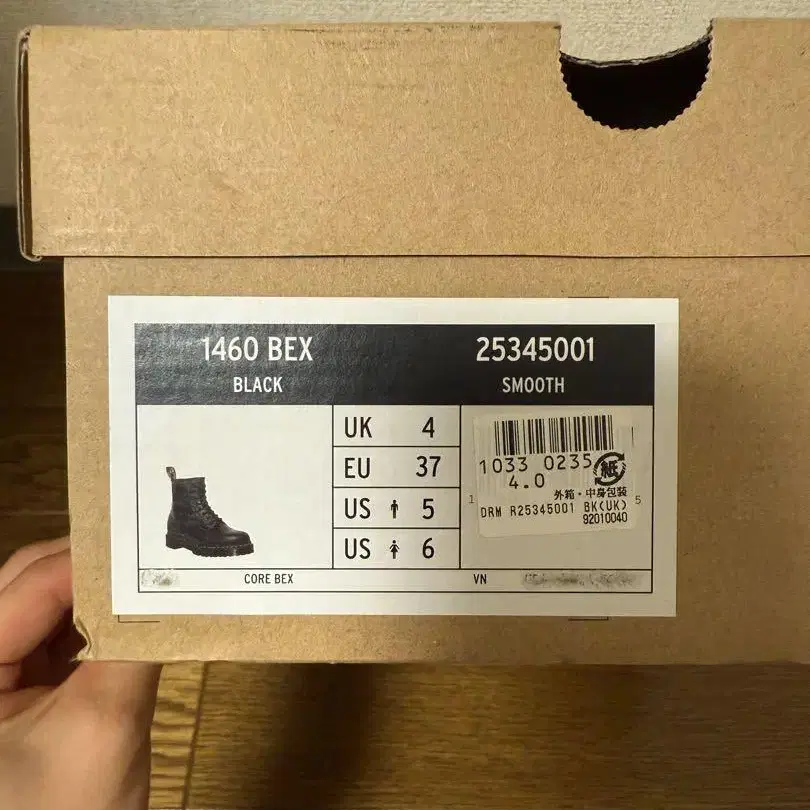 1460 BEX
25345001
BLACK
SMOOTH
UK 4
EU 37
US 5
US 6
1033 0235
4.0
紙
外箱・中身包装
1
5
DRM R25345001 BK(UK)
92010040
CORE BEX
VN